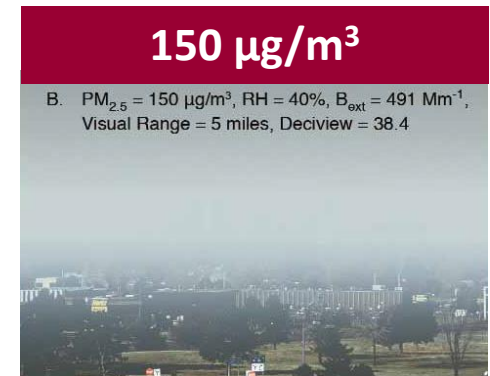 150 µg/m³
B. PM₂.₅ = 150 µg/m³, RH = 40%, Bₑₓₜ = 491 Mm⁻¹,
Visual Range = 5 miles, Deciview = 38.4